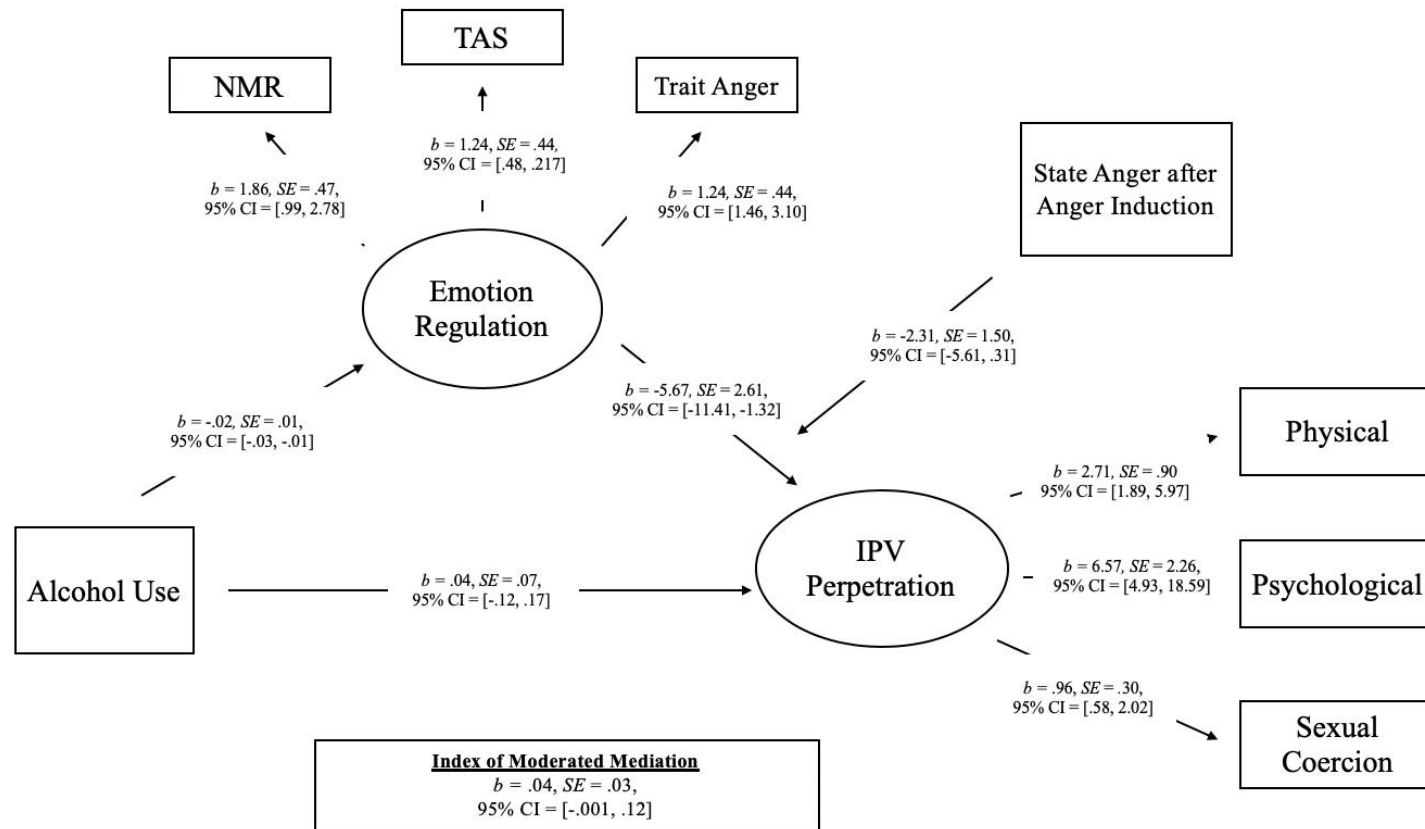 TAS
NMR
Trait Anger
b = 1.24, SE = .44,
95% CI = [.48, .217]
b = 1.86, SE = .47,
95% CI = [.99, 2.78]
b = 1.24, SE = .44,
95% CI = [1.46, 3.10]
State Anger after
Anger Induction
Emotion
Regulation
b = -2.31, SE = 1.50,
95% CI = [-5.61, .31]
b = -5.67, SE = 2.61,
95% CI = [-11.41, -1.32]
b = -.02, SE = .01,
95% CI = [-.03, -.01]
Physical
b = 2.71, SE = .90
95% CI = [1.89, 5.97]
Alcohol Use
b = .04, SE = .07,
95% CI = [-.12, .17]
IPV
Perpetration
b = 6.57, SE = 2.26,
95% CI = [4.93, 18.59]
Psychological
b = .96, SE = .30,
95% CI = [.58, 2.02]
Sexual
Coercion
Index of Moderated Mediation
b = .04, SE = .03,
95% CI = [-.001, .12]